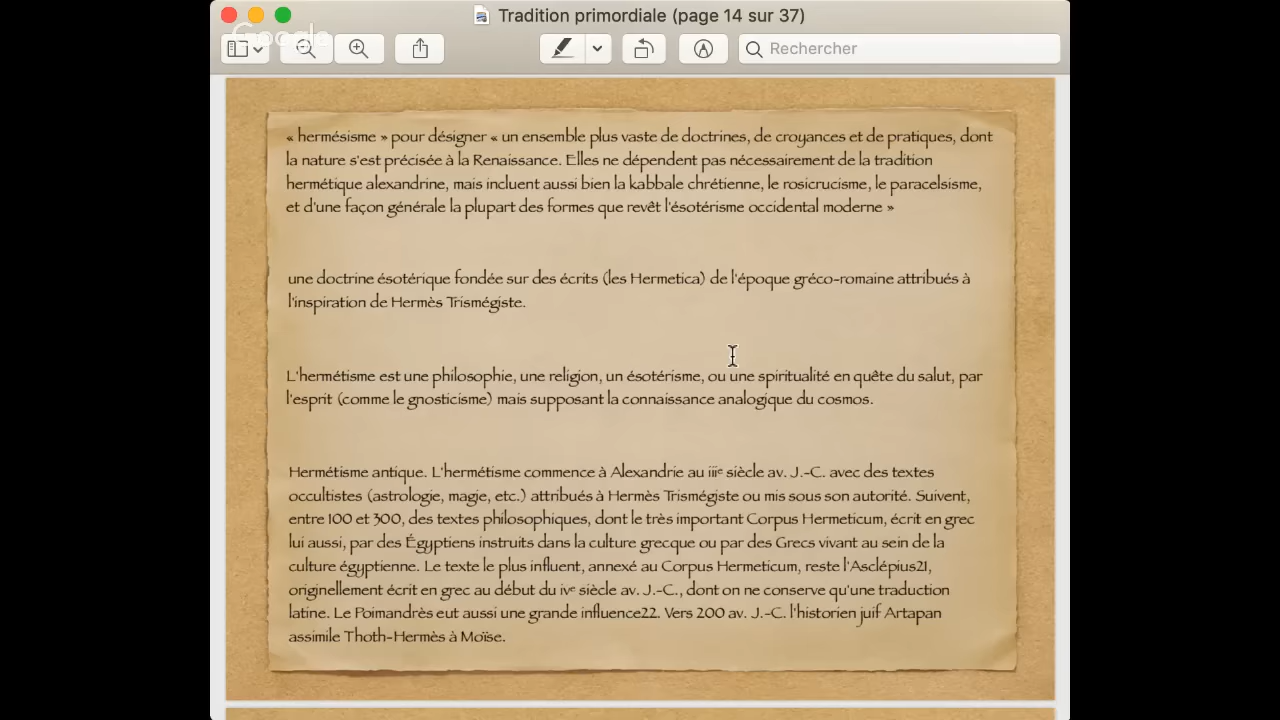 Tradition primordiale (page 14 sur 37)
Google
Rechercher
« hermésisme » pour désigner « un ensemble plus vaste de doctrines, de croyances et de pratiques, dont
la nature s'est précisée à la Renaissance. Elles ne dépendent pas nécessairement de la tradition
hermétique alexandrine, mais incluent aussi bien la kabbale chrétienne, le rosicrucisme, le paracelsisme,
et d'une façon générale la plupart des formes que revêt l'ésotérisme occidental moderne »
une doctrine ésotérique fondée sur des écrits (les Hermetica) de l'époque gréco-romaine attribués à
l'inspiration de Hermès Trismégiste.
L'hermétisme est une philosophie, une religion, un ésotérisme, ou une spiritualité en quête du salut, par
l'esprit (comme le gnosticisme) mais supposant la connaissance analogique du cosmos.
Hermétisme antique. L'hermétisme commence à Alexandrie au iiiᵉ siècle av. J.-C. avec des textes
occultistes (astrologie, magie, etc.) attribués à Hermès Trismégiste ou mis sous son autorité. Suivent,
entre 100 et 300, des textes philosophiques, dont le très important Corpus Hermeticum, écrit en grec
lui aussi, par des Égyptiens instruits dans la culture grecque ou par des Grecs vivant au sein de la
culture égyptienne. Le texte le plus influent, annexé au Corpus Hermeticum, reste l'Asclépius21,
originellement écrit en grec au début du ivᵉ siècle av. J.-C., dont on ne conserve qu'une traduction
latine. Le Poimandrès eut aussi une grande influence22. Vers 200 av. J.-C. l'historien juif Artapan
assimile Thoth-Hermès à Moïse.